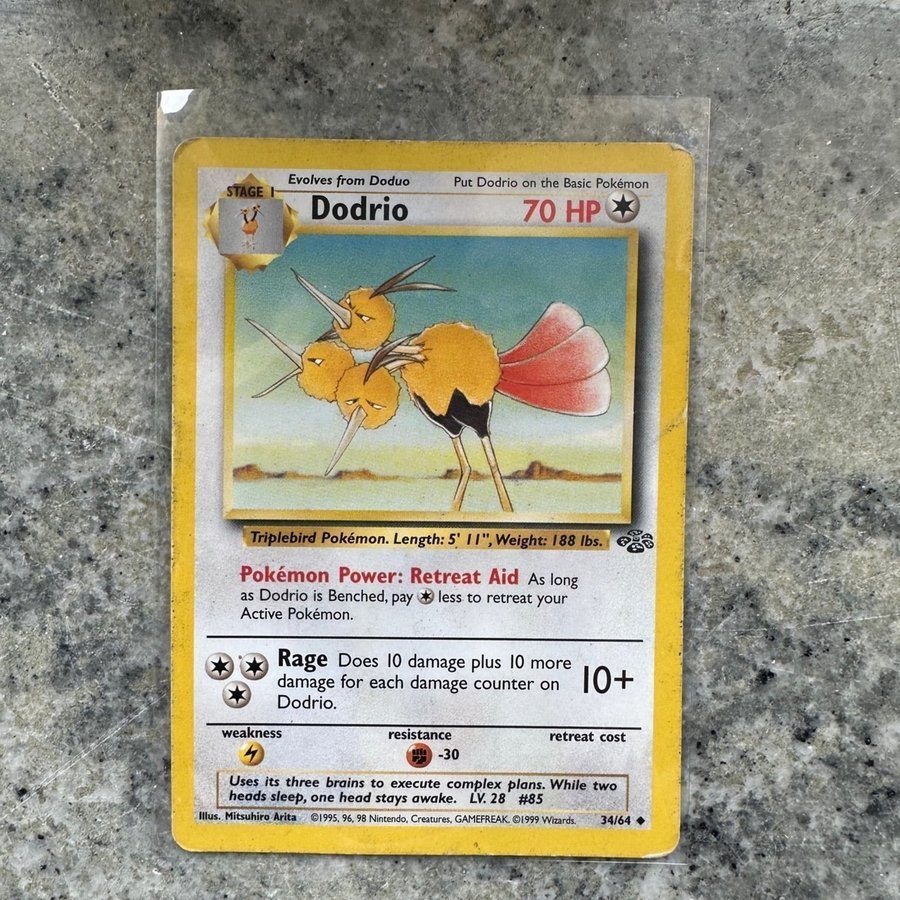 Evolves from Doduo
Put Dodrio on the Basic Pokémon
STAGE 1
Dodrio
70 HP
Triplebird Pokémon. Length: 5' 11", Weight: 188 lbs.
Pokémon Power: Retreat Aid As long
as Dodrio is Benched, pay less to retreat your
Active Pokémon.
Rage Does 10 damage plus 10 more
damage for each damage counter on
Dodrio.
10+
weakness
resistance
retreat cost
-30
Uses its three brains to execute complex plans. While two
heads sleep, one head stays awake. LV. 28 #85
Illus. Mitsuhiro Arita ©1995, 96, 98 Nintendo, Creatures, GAMEFREAK. ©1999 Wizards. 34/64